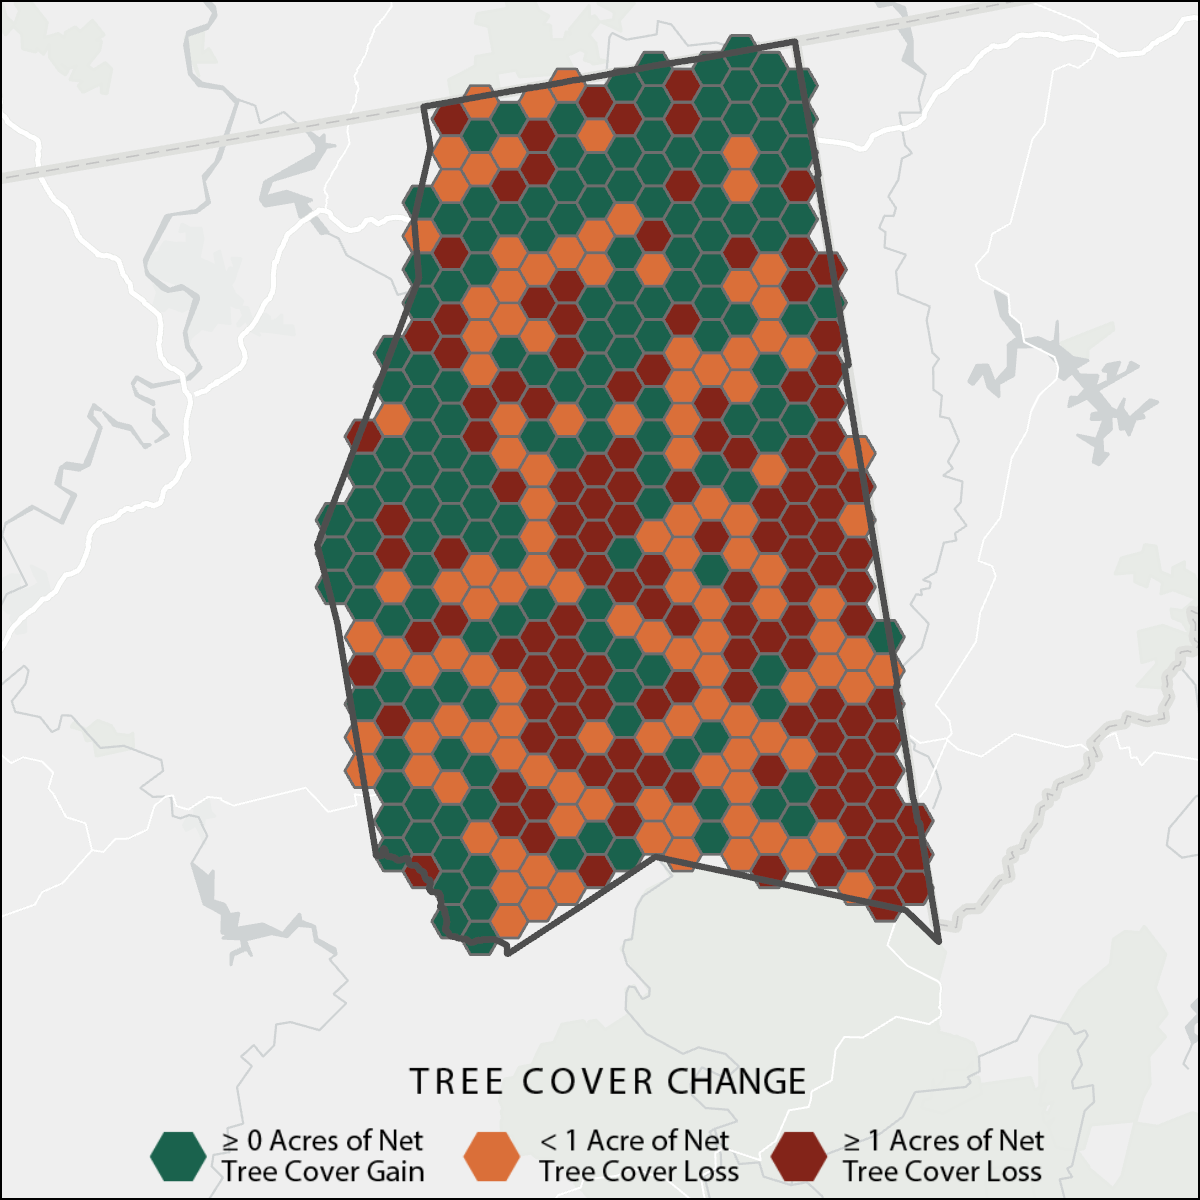 TREE COVER CHANGE
≥ 0 Acres of Net
Tree Cover Gain
< 1 Acre of Net
Tree Cover Loss
≥ 1 Acres of Net
Tree Cover Loss